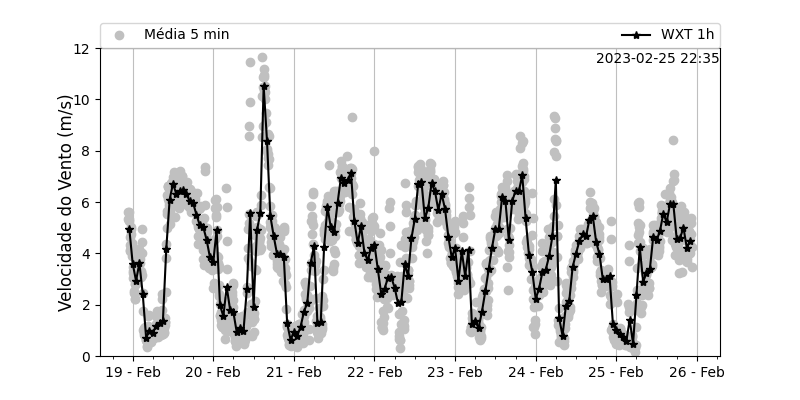 Média 5 min
WXT 1h
2023-02-25 22:35
Velocidade do Vento (m/s)
12
10
8
6
4
2
0
19 - Feb
20 - Feb
21 - Feb
22 - Feb
23 - Feb
24 - Feb
25 - Feb
26 - Feb